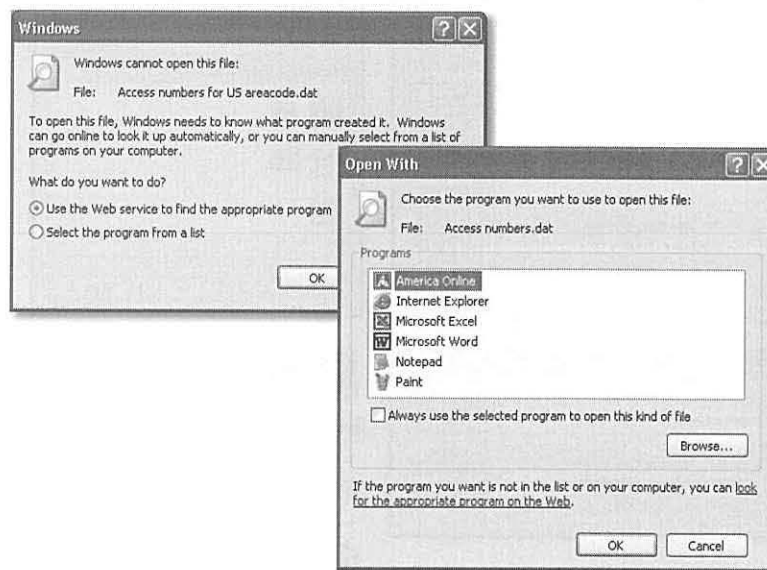 Windows
Windows cannot open this file:
File: Access numbers for US areacode.dat
To open this file, Windows needs to know what program created it. Windows
can go online to look it up automatically, or you can manually select from a list of
programs on your computer.
What do you want to do?
Use the Web service to find the appropriate program
Select the program from a list
OK
Open With
Choose the program you want to use to open this file:
File: Access numbers.dat
Programs
America Online
Internet Explorer
Microsoft Excel
Microsoft Word
Notepad
Paint
Always use the selected program to open this kind of file
Browse...
If the program you want is not in the list or on your computer, you can look
for the appropriate program on the Web.
OK Cancel